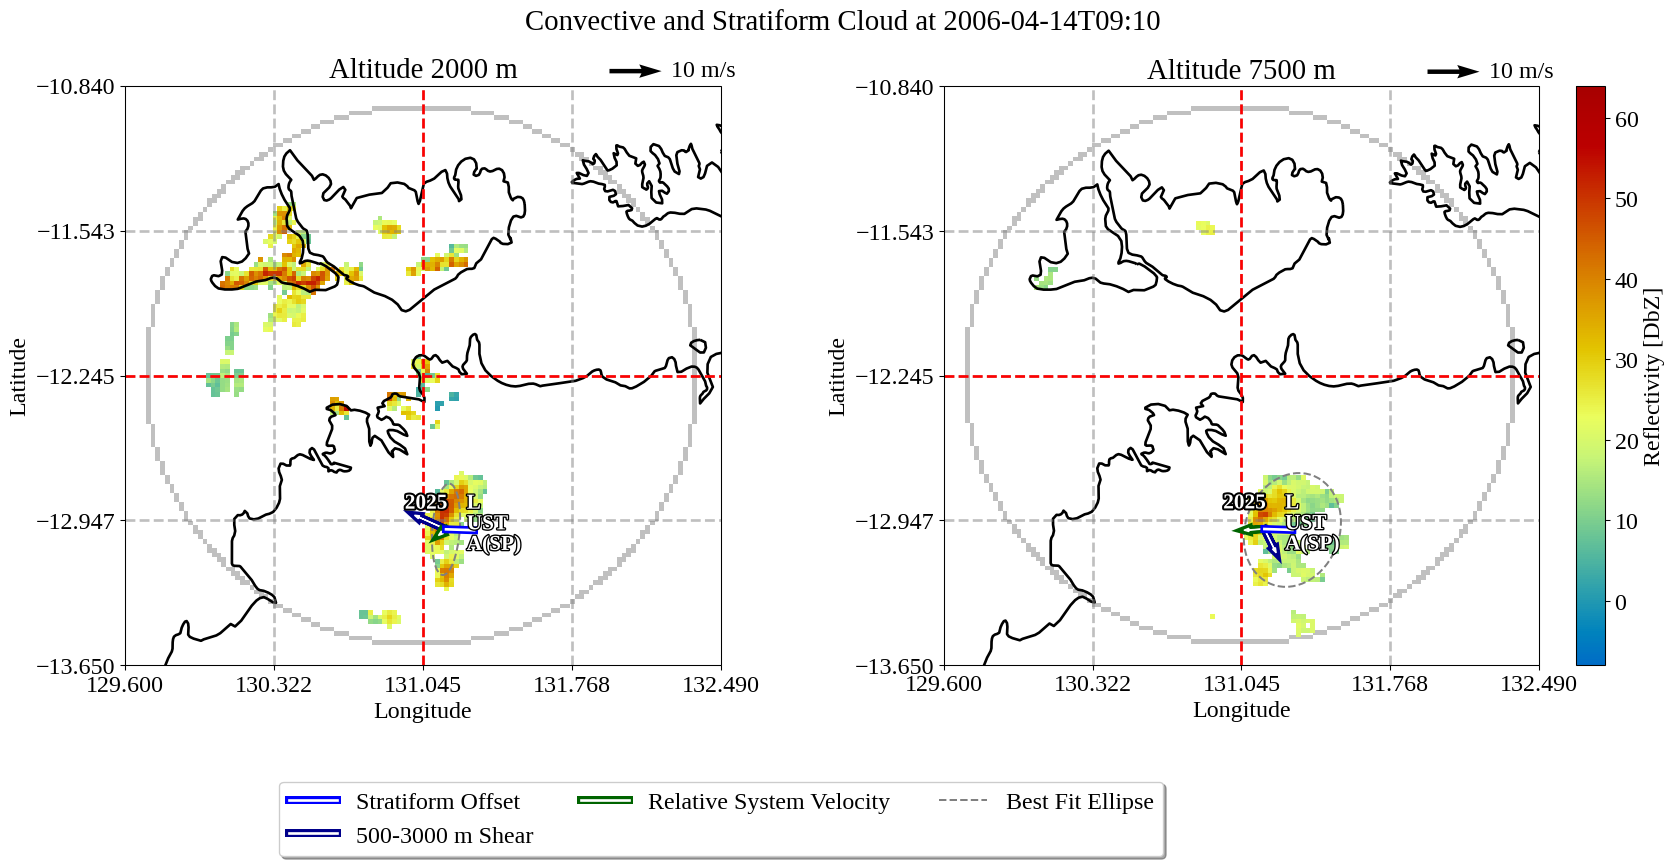 Convective and Stratiform Cloud at 2006-04-14T09:10
Altitude 2000 m
10 m/s
−10.840
−11.543
−12.245
−12.947
−13.650
Latitude
2025
L
UST
A(SP)
129.600
130.322
131.045
131.768
132.490
Longitude
Altitude 7500 m
10 m/s
−10.840
−11.543
−12.245
−12.947
−13.650
Latitude
2025
L
UST
A(SP)
129.600
130.322
131.045
131.768
132.490
Longitude
60
50
40
30
20
10
0
Reflectivity [DbZ]
Stratiform Offset
500-3000 m Shear
Relative System Velocity
Best Fit Ellipse